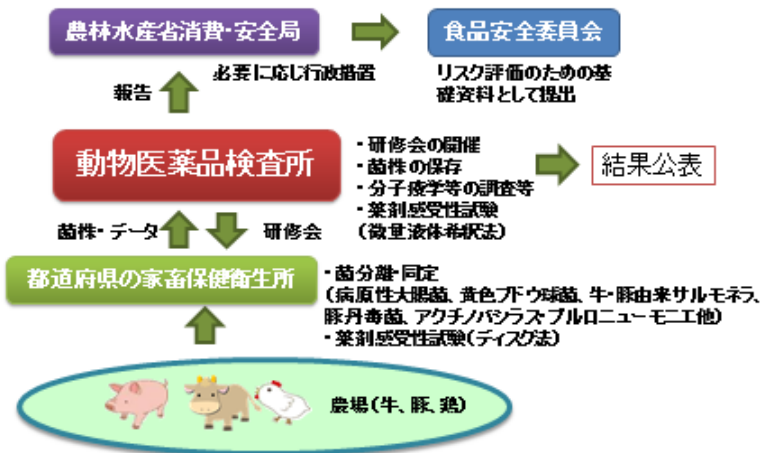 農林水産省消費・安全局
食品安全委員会
報告
必要に応じ行政措置
リスク評価のための基
礎資料として提出
動物医薬品検査所
・研修会の開催
・菌株の保存
・分子疫学等の調査等
・薬剤感受性試験
(微量液体希釈法)
結果公表
菌株・データ
研修会
都道府県の家畜保健衛生所
・菌分離・同定
(病原性大腸菌、黄色ブドウ球菌、牛・豚由来サルモネラ、
豚丹毒菌、アクチノバシラス・プルロニューモニエ他)
・薬剤感受性試験(ディスク法)
農場(牛、豚、鶏)